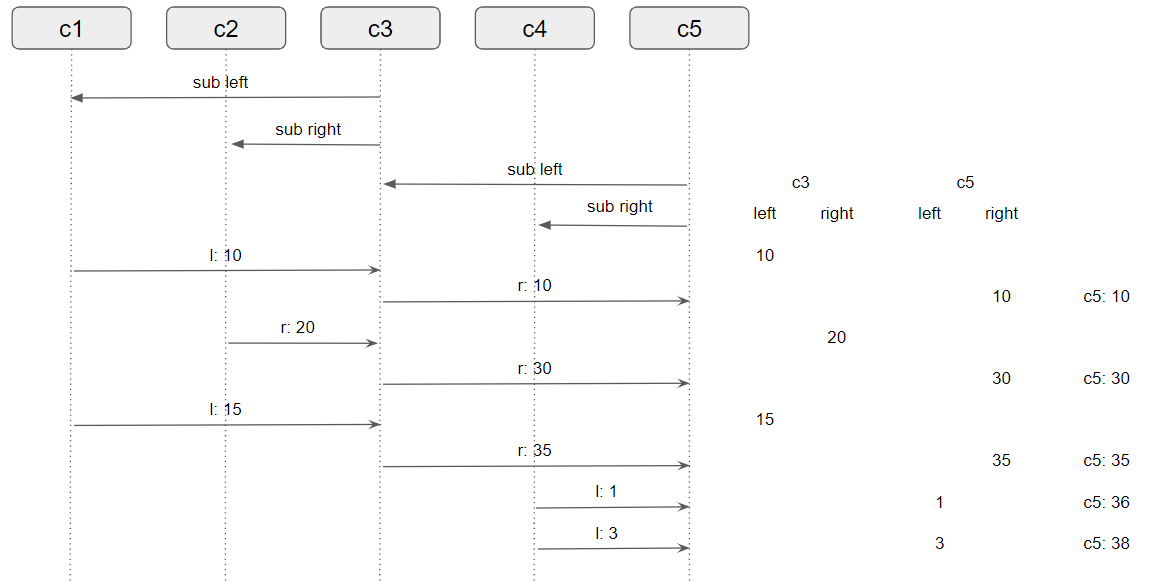 c1 c2 c3 c4 c5
sub left
sub right
sub left
c3 c5
sub right
left right left right
l: 10 10
r: 10
10 c5: 10
r: 20
20
r: 30
30 c5: 30
l: 15
15
r: 35
35 c5: 35
l: 1
1 c5: 36
l: 3
3 c5: 38